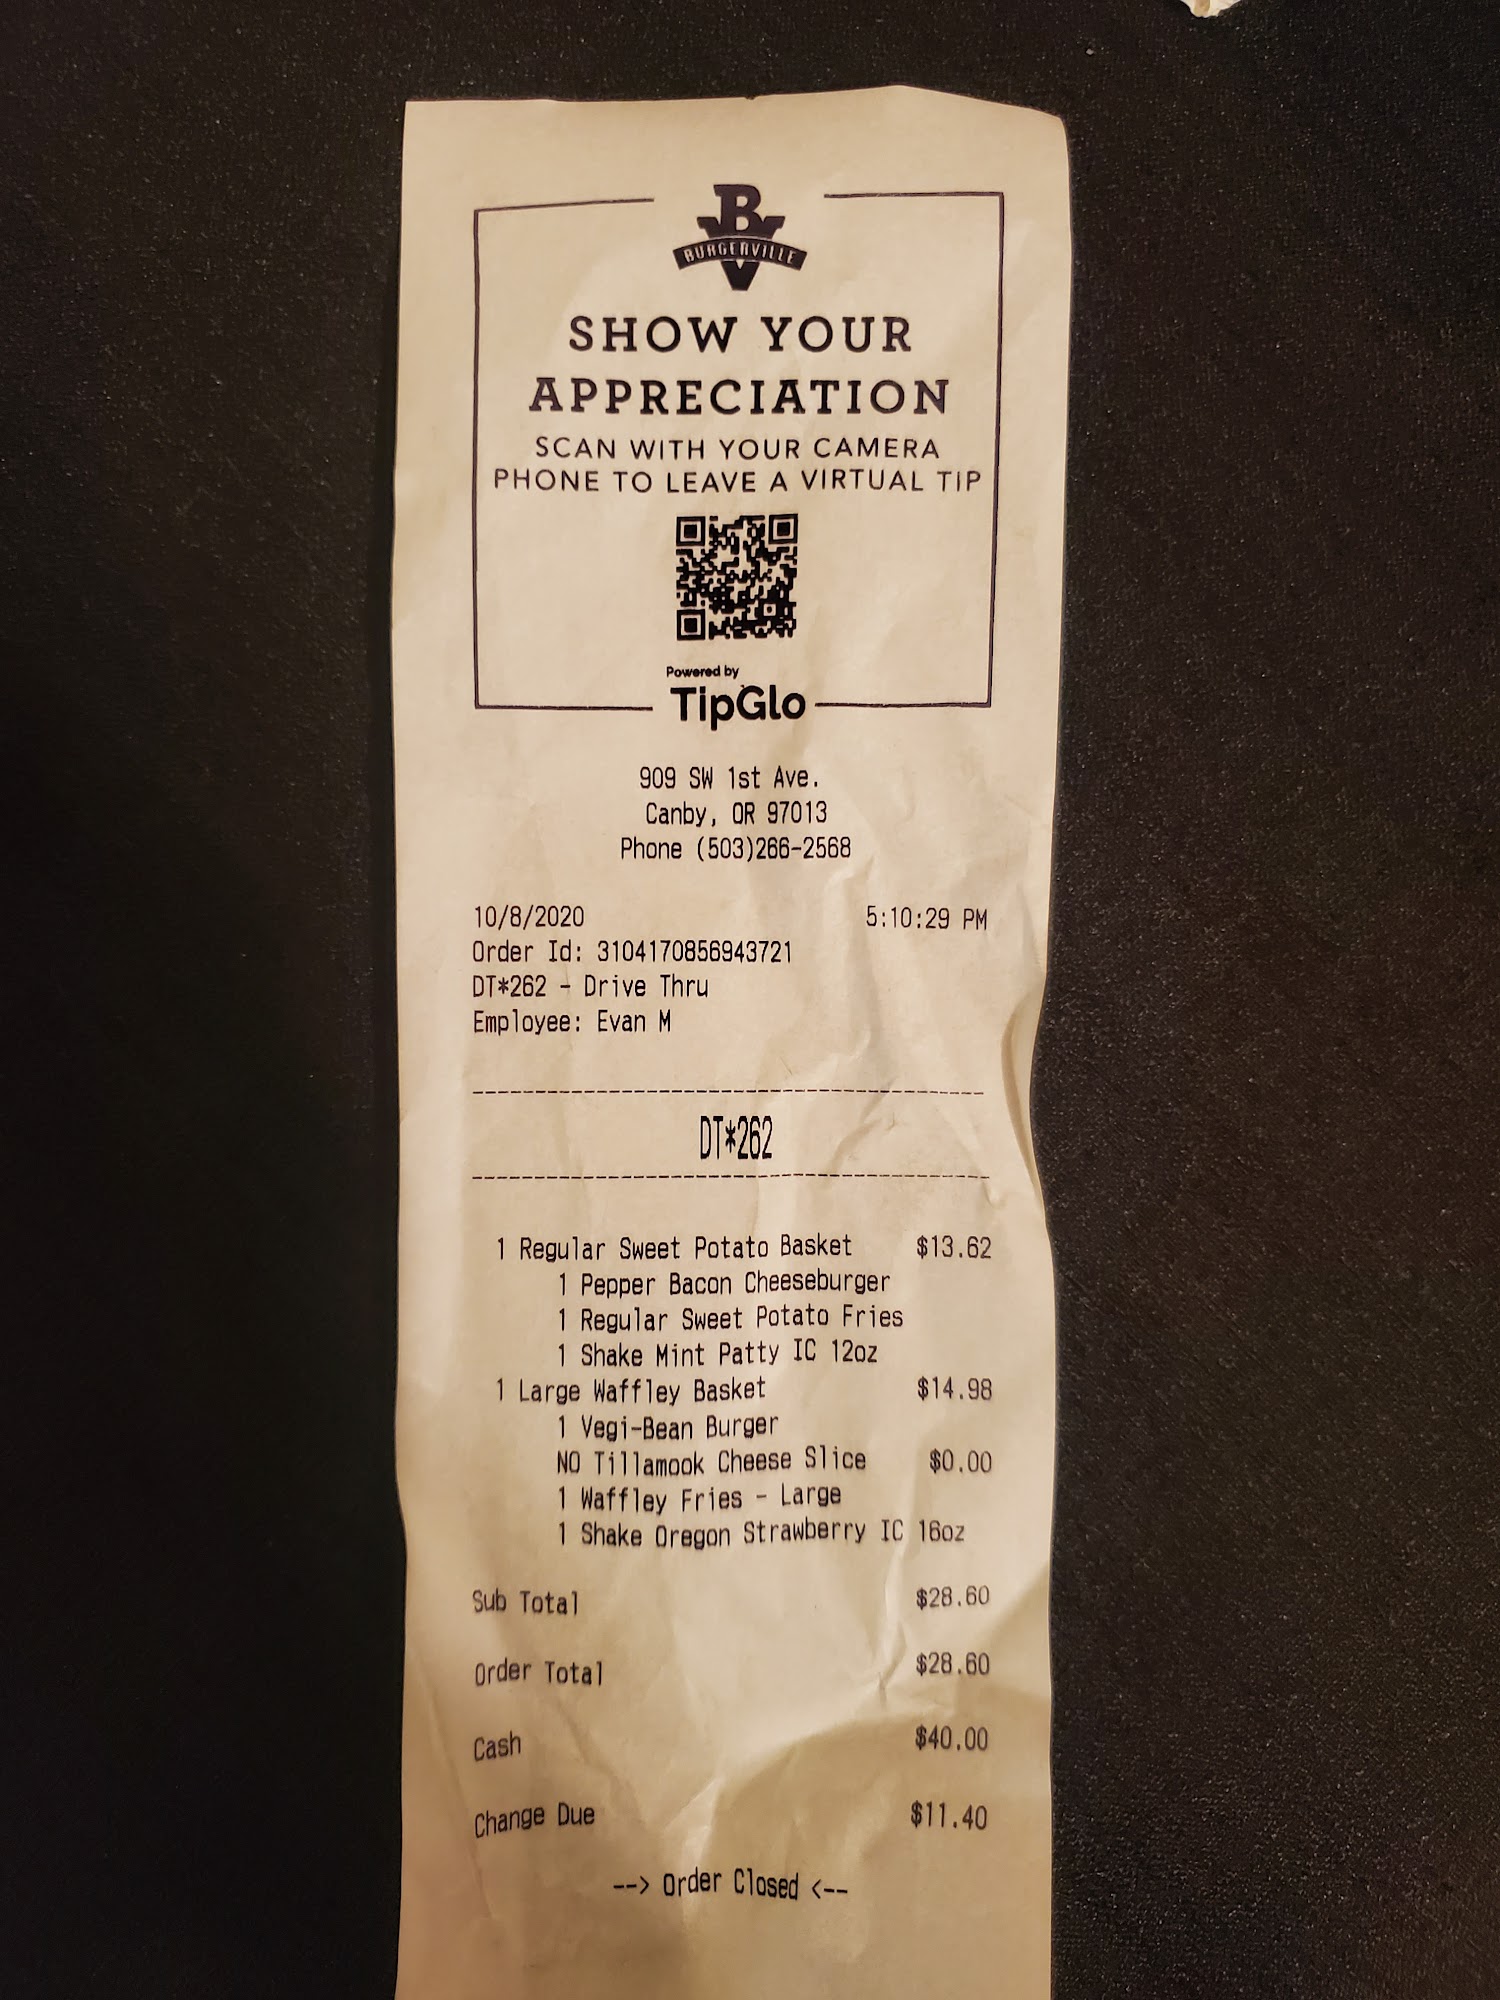 B
BURGERVILLE
V
SHOW YOUR
APPRECIATION
SCAN WITH YOUR CAMERA
PHONE TO LEAVE A VIRTUAL TIP
Powered by
TipGlo
909 SW 1st Ave.
Canby, OR 97013
Phone (503)266-2568
10/8/2020 5:10:29 PM
Order Id: 3104170856943721
DT*262 - Drive Thru
Employee: Evan M
DT*262
1 Regular Sweet Potato Basket $13.62
1 Pepper Bacon Cheeseburger
1 Regular Sweet Potato Fries
1 Shake Mint Patty IC 12oz
1 Large Waffley Basket $14.98
1 Vegi-Bean Burger
NO Tillamook Cheese Slice $0.00
1 Waffley Fries - Large
1 Shake Oregon Strawberry IC 16oz
Sub Total $28.60
Order Total $28.60
Cash $40.00
Change Due $11.40
--> Order Closed <--